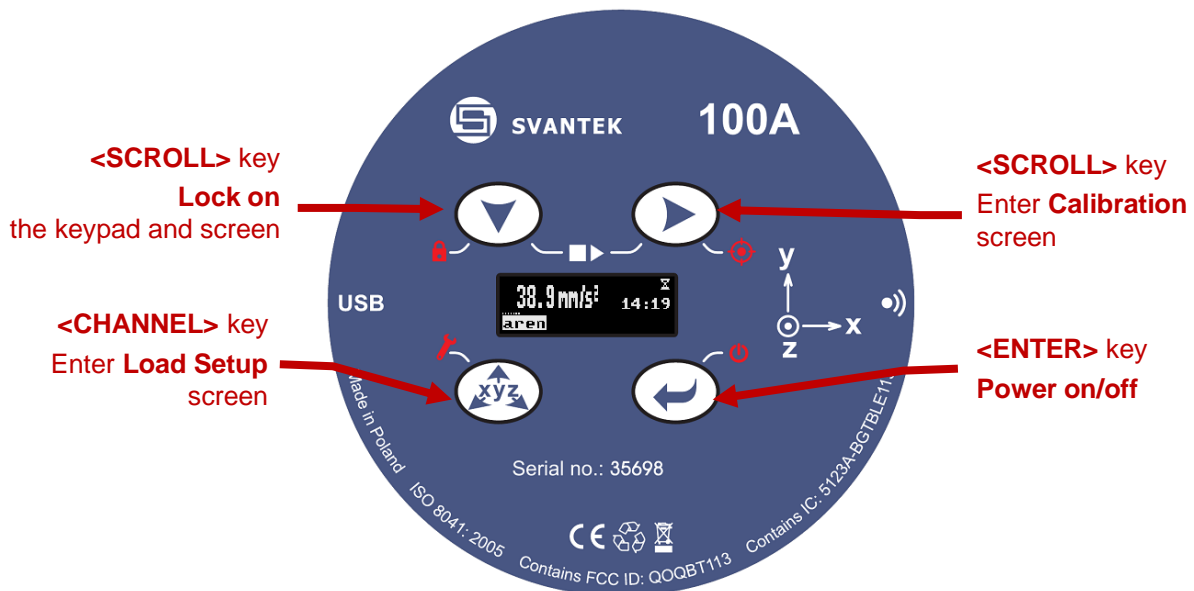 SVANTEK 100A
<SCROLL> key
Lock on
the keypad and screen
<SCROLL> key
Enter Calibration
screen
y
x
z
38.9 mm/s²
14:19
aren
USB
<CHANNEL> key
Enter Load Setup
screen
<ENTER> key
Power on/off
xyz
Serial no.: 35698
Made in Poland ISO 8041: 2005 Contains FCC ID: QOQBT113 Contains IC: 5123A-BGTBLE113
CE